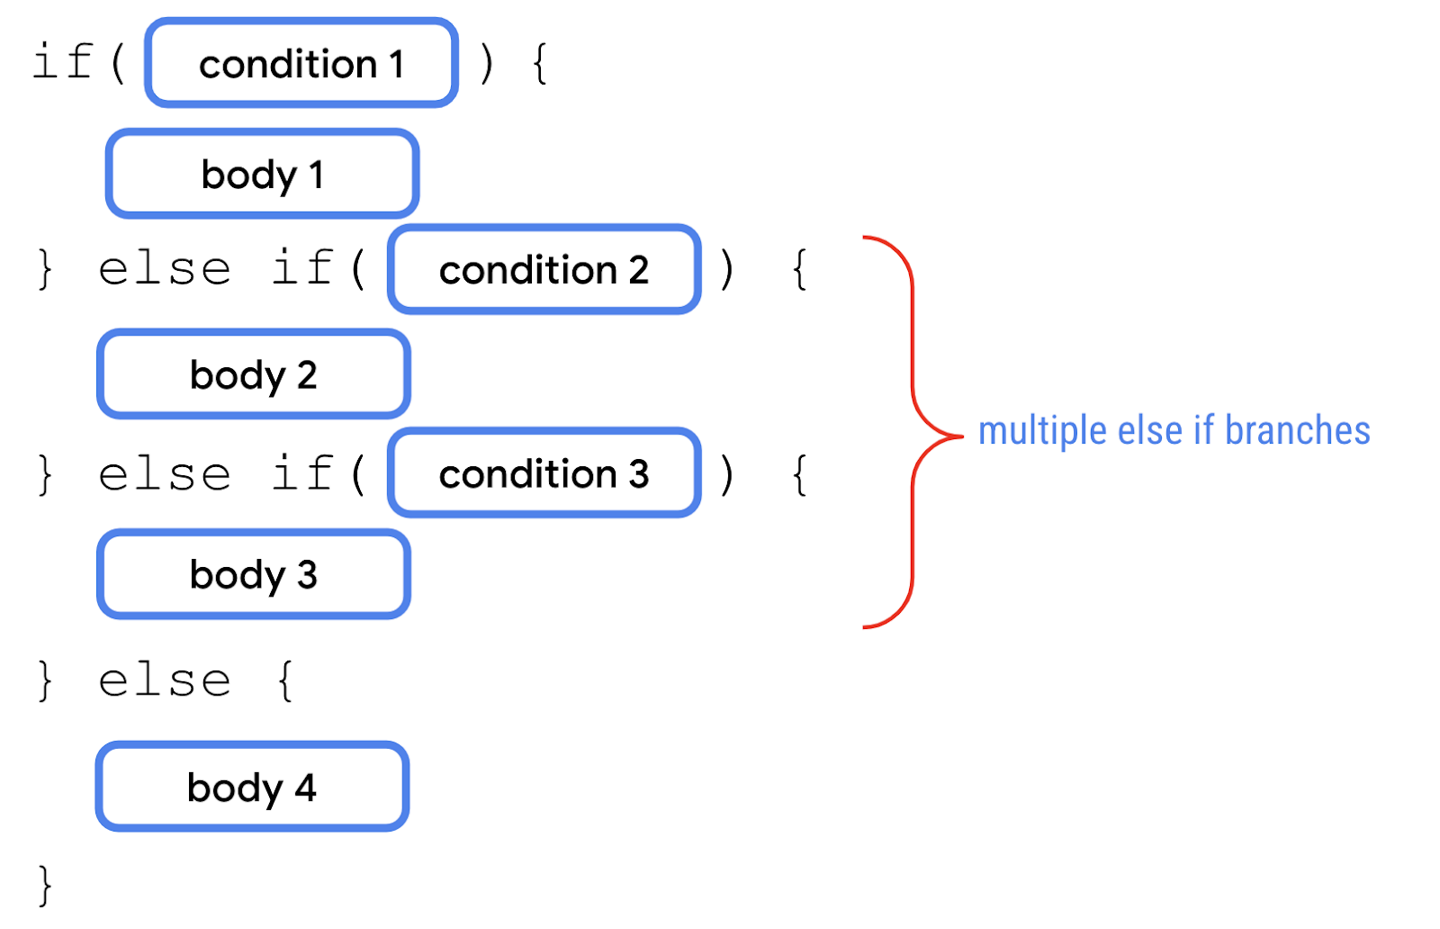 if( condition 1 ) {
body 1
} else if( condition 2 ) {
body 2
} else if( condition 3 ) {
multiple else if branches
body 3
} else {
body 4
}